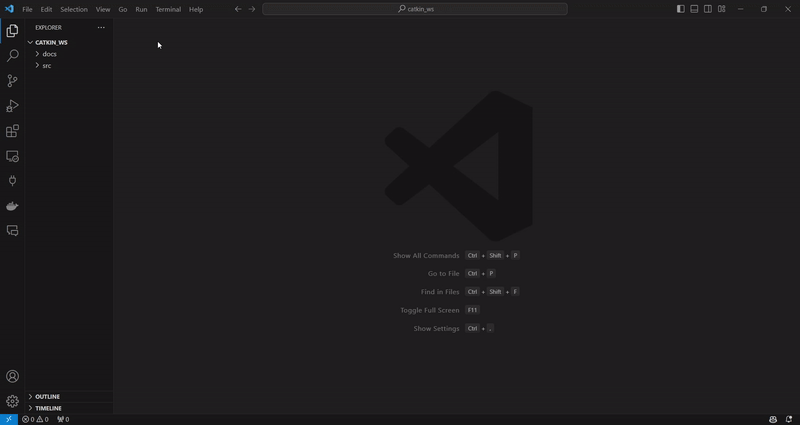 File Edit Selection View Go Run Terminal Help
catkin_ws
EXPLORER
CATKIN_WS
docs
src
Show All Commands Ctrl + Shift + P
Go to File Ctrl + P
Find in Files Ctrl + Shift + F
Toggle Full Screen F11
Show Settings Ctrl + ,
OUTLINE
TIMELINE
0 0 0